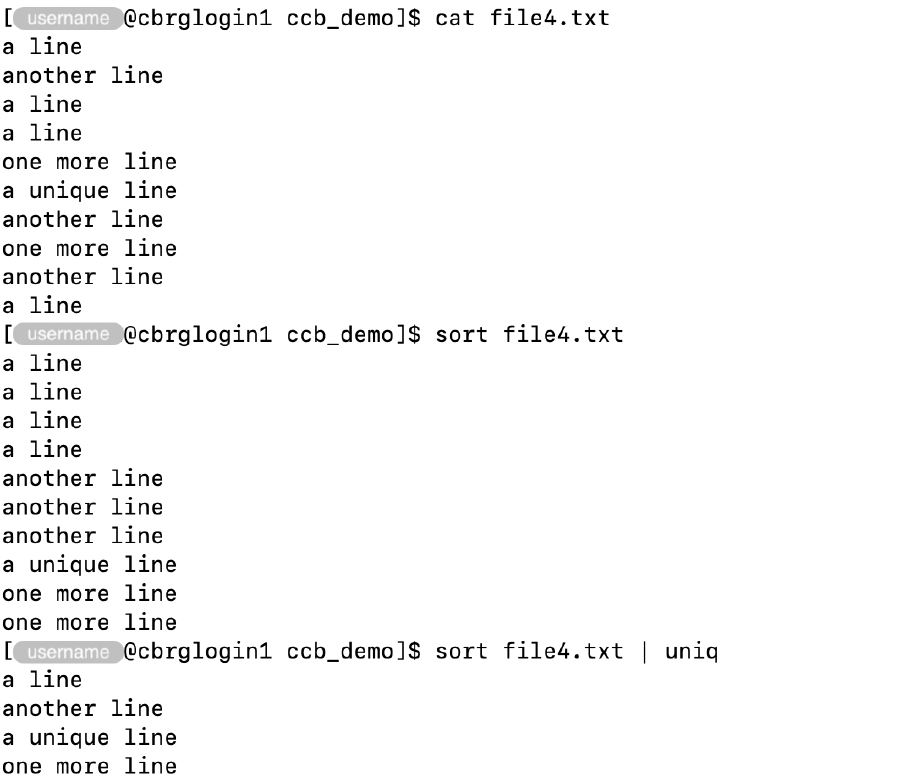 [ username @cbrglogin1 ccb_demo]$ cat file4.txt
a line
another line
a line
a line
one more line
a unique line
another line
one more line
another line
a line
[ username @cbrglogin1 ccb_demo]$ sort file4.txt
a line
a line
a line
a line
another line
another line
another line
a unique line
one more line
one more line
[ username @cbrglogin1 ccb_demo]$ sort file4.txt | uniq
a line
another line
a unique line
one more line